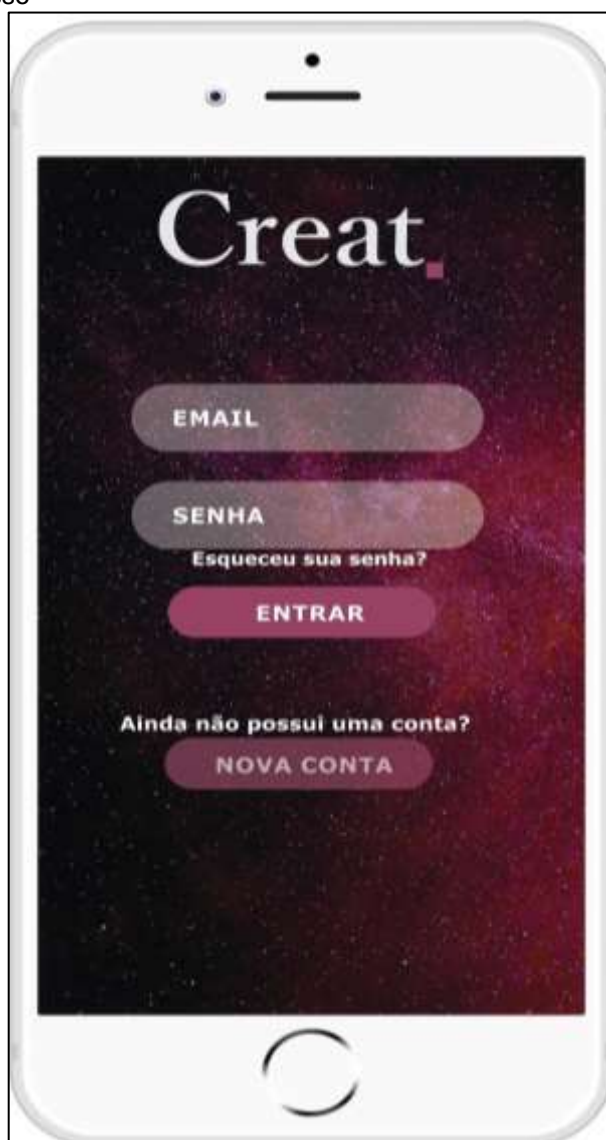 Creat.
EMAIL
SENHA
Esqueceu sua senha?
ENTRAR
Ainda não possui uma conta?
NOVA CONTA